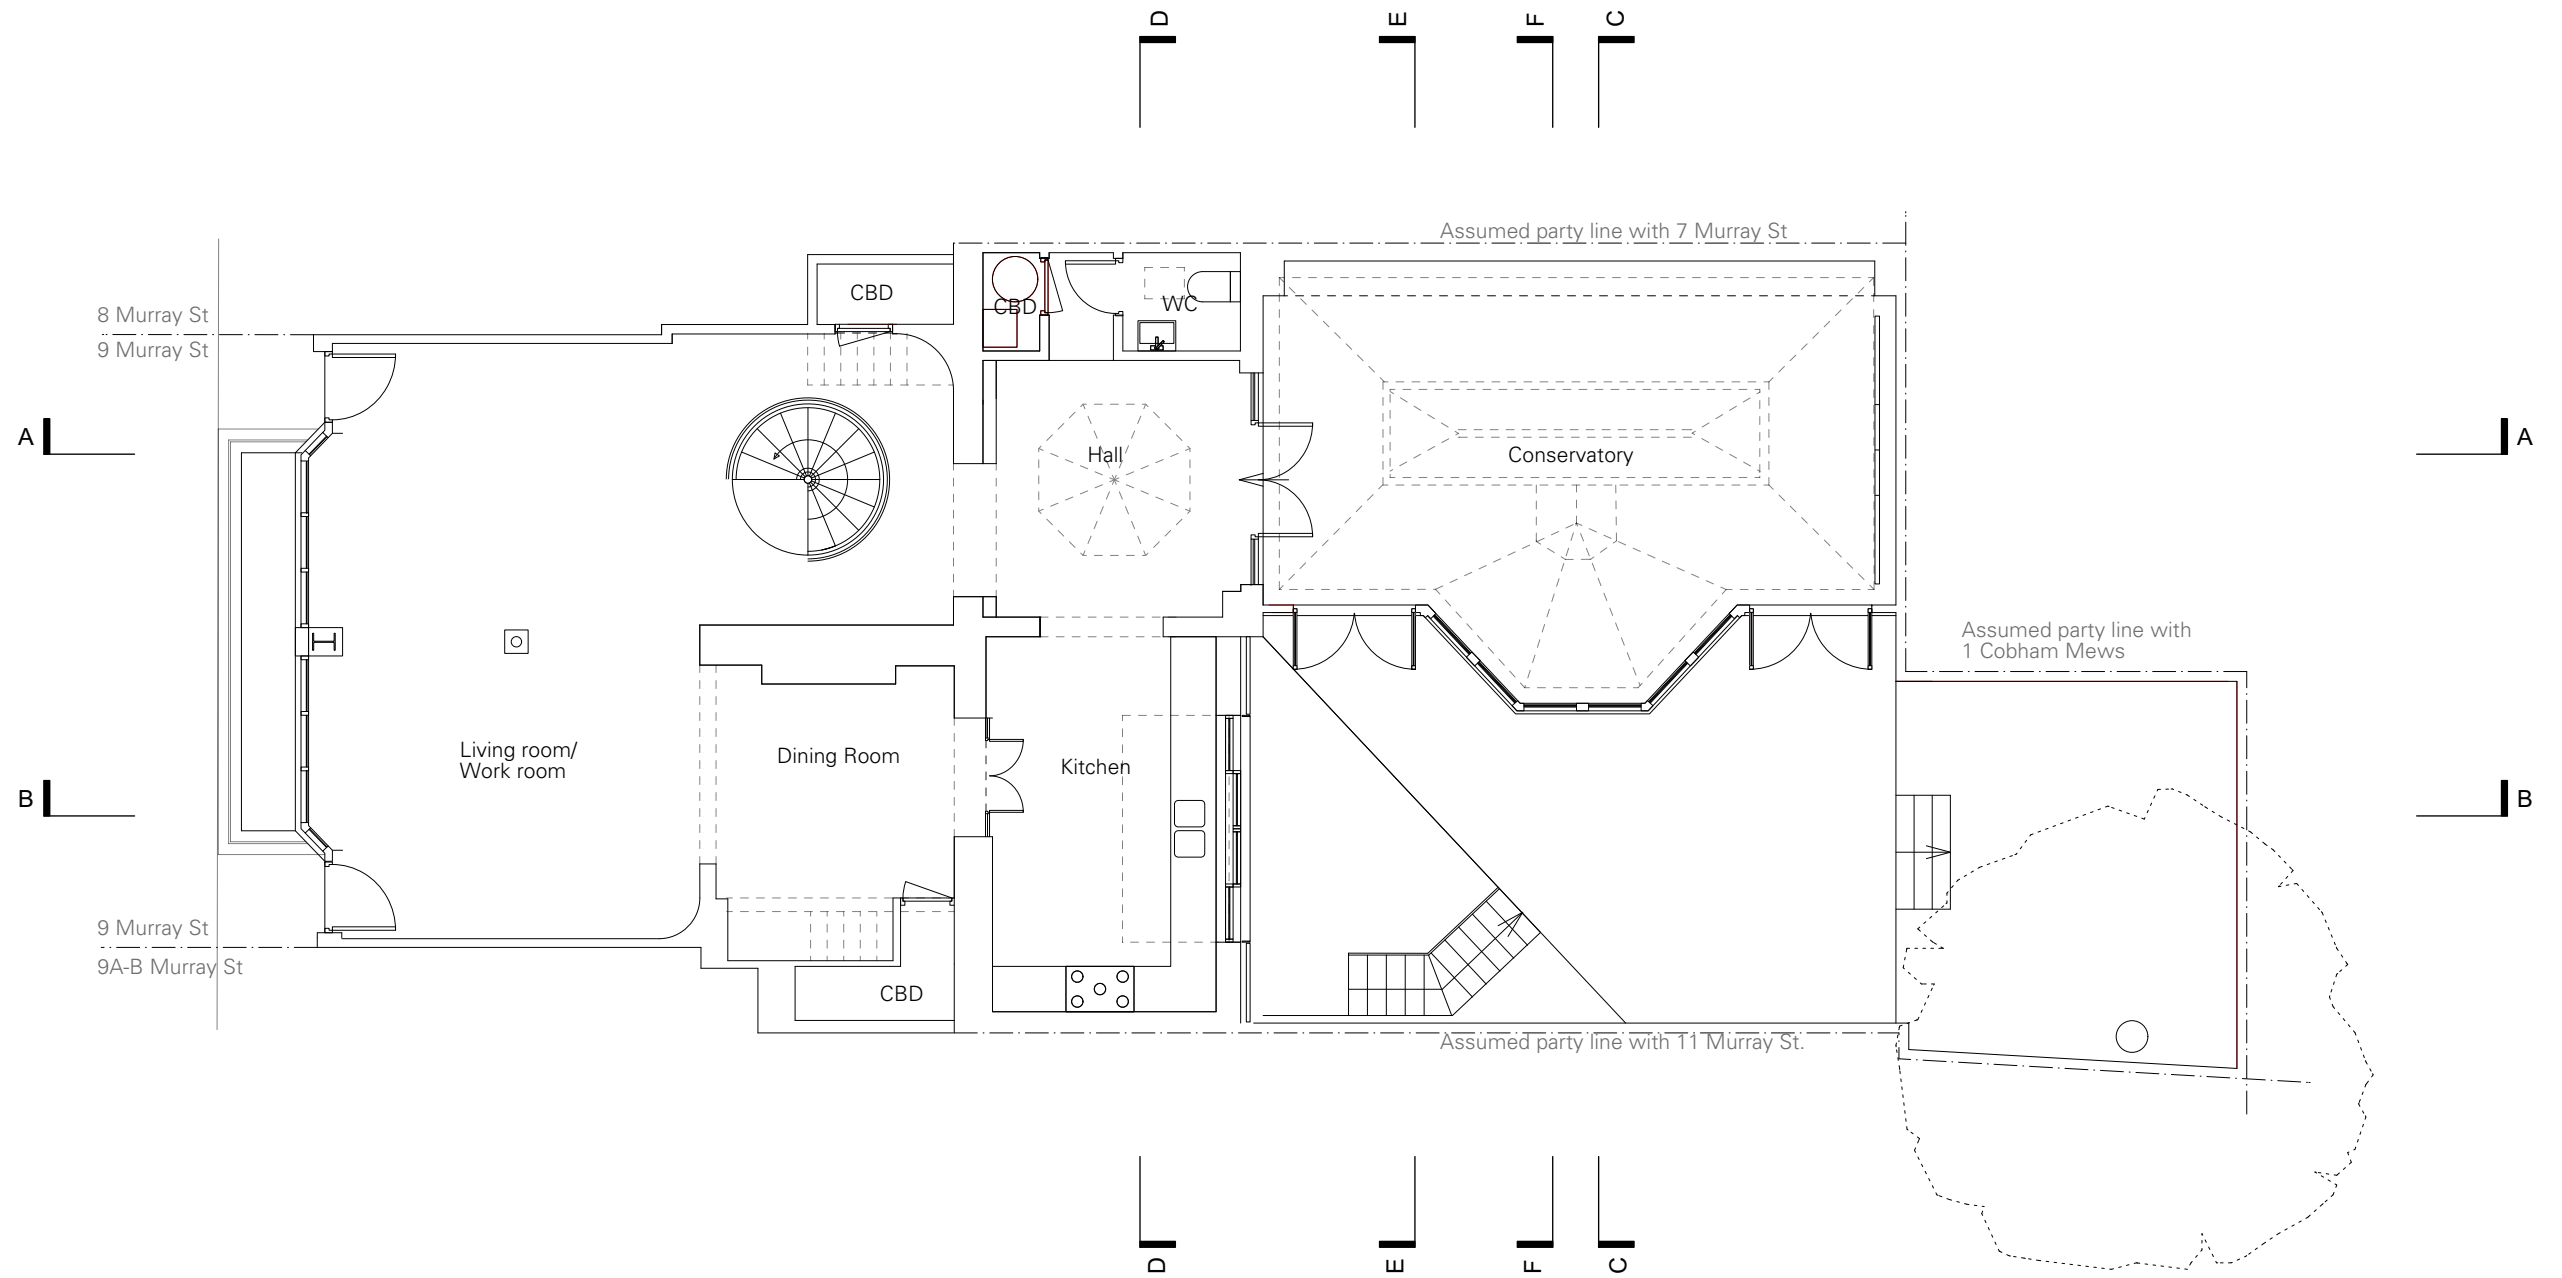 D
E
F
C
Assumed party line with 7 Murray St
CBD
CBD
WC
8 Murray St
9 Murray St
A
A
Hall
Conservatory
Assumed party line with
1 Cobham Mews
Living room/
Work room
Dining Room
Kitchen
B
B
9 Murray St
9A-B Murray St
CBD
Assumed party line with 11 Murray St.
D
E
F
C